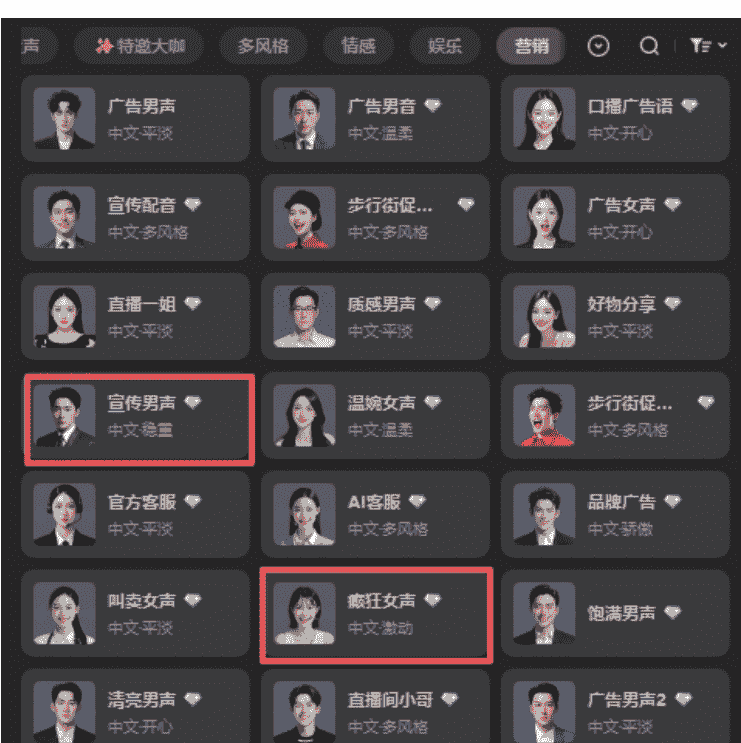 声 特邀大咖 多风格 情感 娱乐 营销
广告男声 广告男音 口播广告语
中文·平淡 中文·温柔 中文·开心
宣传配音 步行街促... 广告女声
中文·多风格 中文·多风格 中文·开心
直播一姐 质感男声 好物分享
中文·平淡 中文·平淡 中文·平淡
宣传男声 温婉女声 步行街促...
中文·稳重 中文·温柔 中文·多风格
官方客服 AI客服 品牌广告
中文·平淡 中文·多风格 中文·骄傲
叫卖女声 癫狂女声 饱满男声
中文·平淡 中文·激动
清亮男声 直播间小哥 广告男声2
中文·开心 中文·多风格 中文·平淡